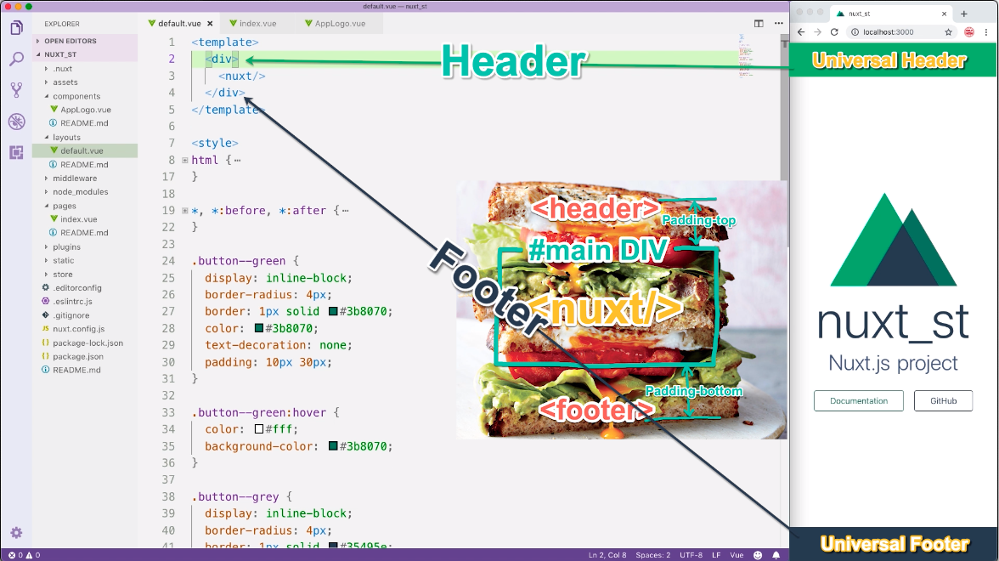 default.vue — nuxt_st
EXPLORER
OPEN EDITORS
NUXT_ST
.nuxt
assets
components
AppLogo.vue
README.md
layouts
default.vue
README.md
middleware
node_modules
pages
index.vue
README.md
plugins
static
store
.editorconfig
.eslintrc.js
.gitignore
JS nuxt.config.js
{ } package-lock.json
{ } package.json
README.md
default.vue ×
index.vue
AppLogo.vue
1 <template>
2 <div>
3 <nuxt/>
4 </div>
5 </template>
6
7 <style>
8 html {⋯
17 }
18
19 *, *:before, *:after {⋯
22 }
23
24 .button--green {
25 display: inline-block;
26 border-radius: 4px;
27 border: 1px solid #3b8070;
28 color: #3b8070;
29 text-decoration: none;
30 padding: 10px 30px;
31 }
32
33 .button--green:hover {
34 color: #fff;
35 background-color: #3b8070;
36 }
37
38 .button--grey {
39 display: inline-block;
40 border-radius: 4px;
41 border: 1px solid #35495e;
Header
Footer
<header>
Padding-top
#main DIV
<nuxt/>
Padding-bottom
<footer>
0 0
Ln 2, Col 8 Spaces: 2 UTF-8 LF Vue
nuxt_st
localhost:3000
Universal Header
nuxt_st
Nuxt.js project
Documentation
GitHub
Universal Footer